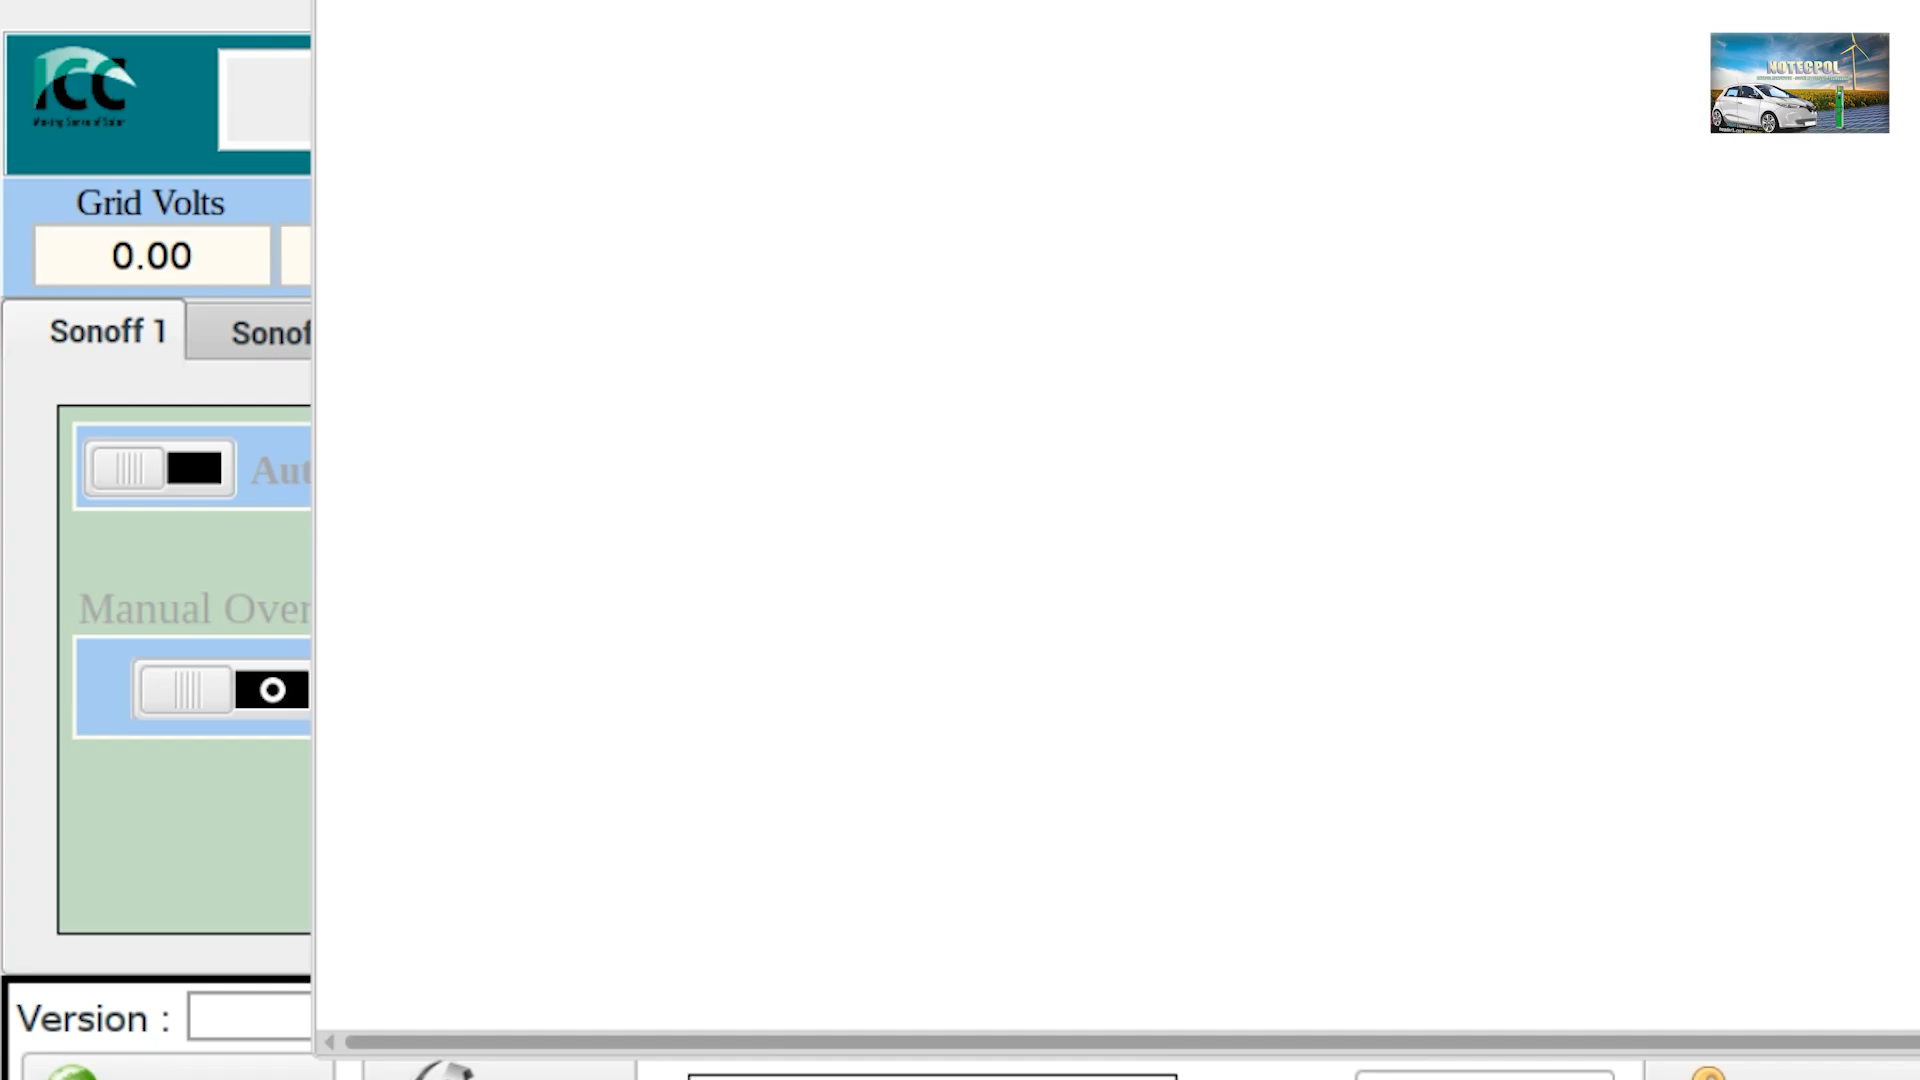 ICC
NOTECPOL
Grid Volts
0.00
Sonoff 1
Sonof
Aut
Manual Over
Version :